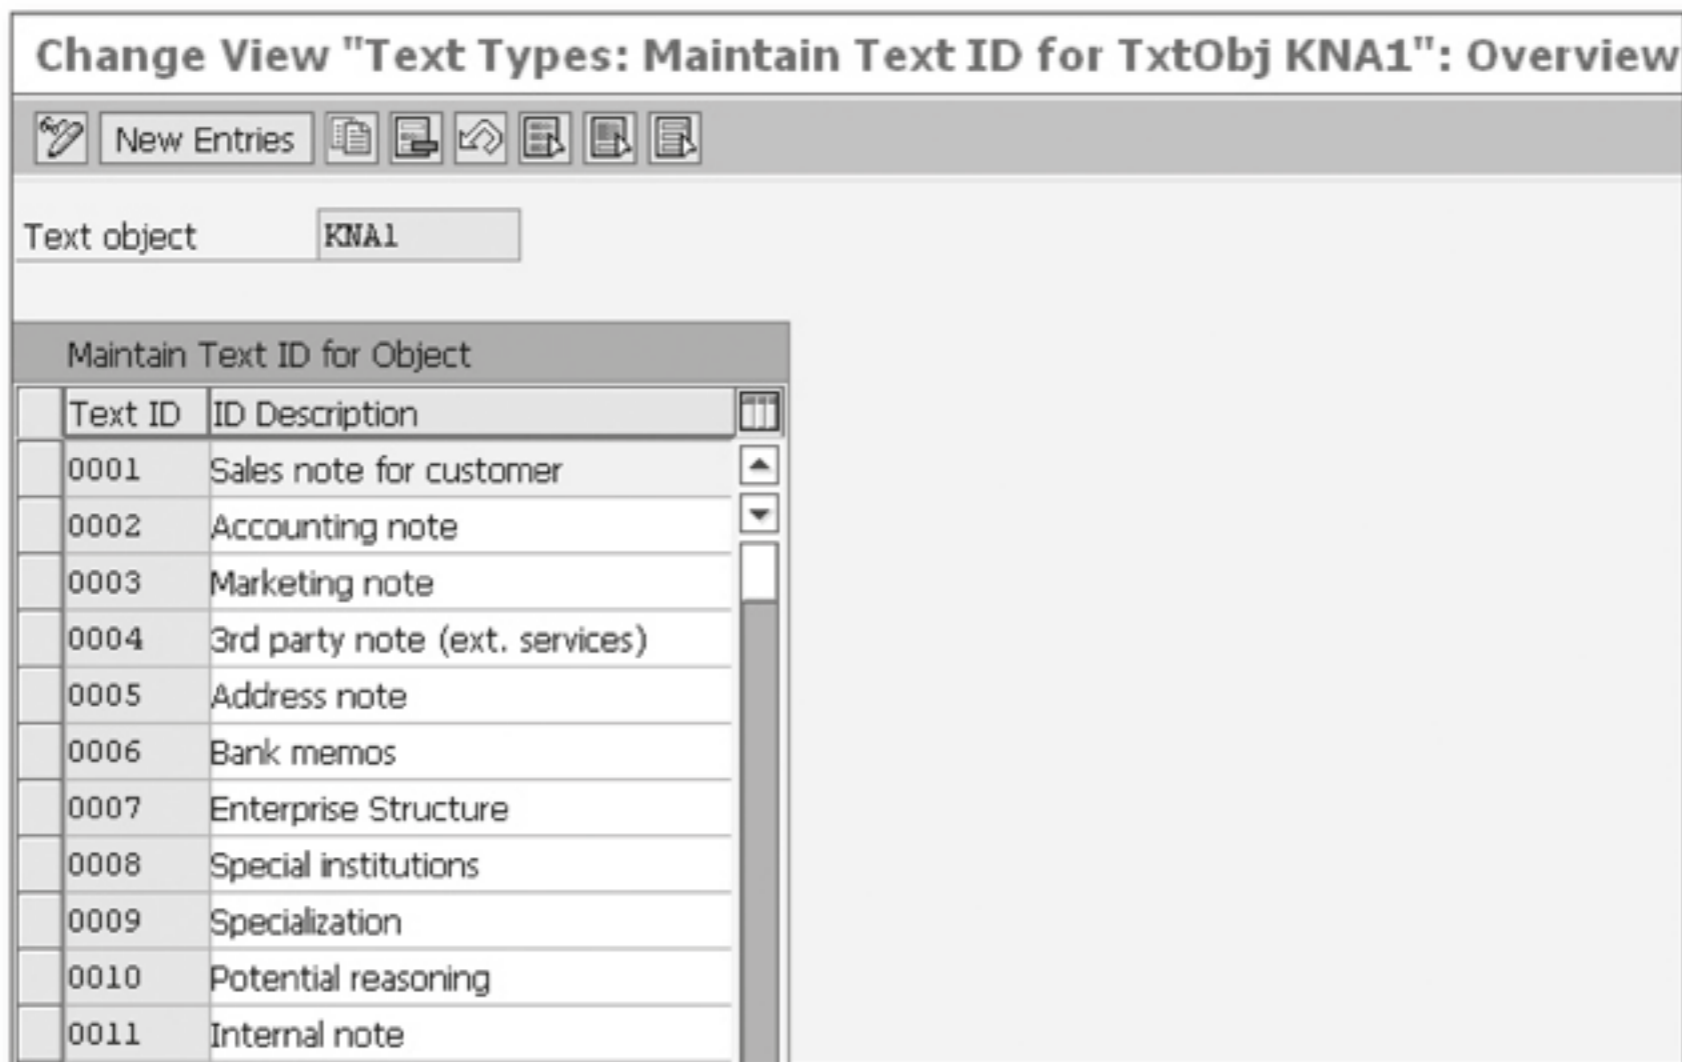 Change View "Text Types: Maintain Text ID for TxtObj KNA1": Overview
New Entries
Text object KNA1
Maintain Text ID for Object
Text ID ID Description
0001 Sales note for customer
0002 Accounting note
0003 Marketing note
0004 3rd party note (ext. services)
0005 Address note
0006 Bank memos
0007 Enterprise Structure
0008 Special institutions
0009 Specialization
0010 Potential reasoning
0011 Internal note